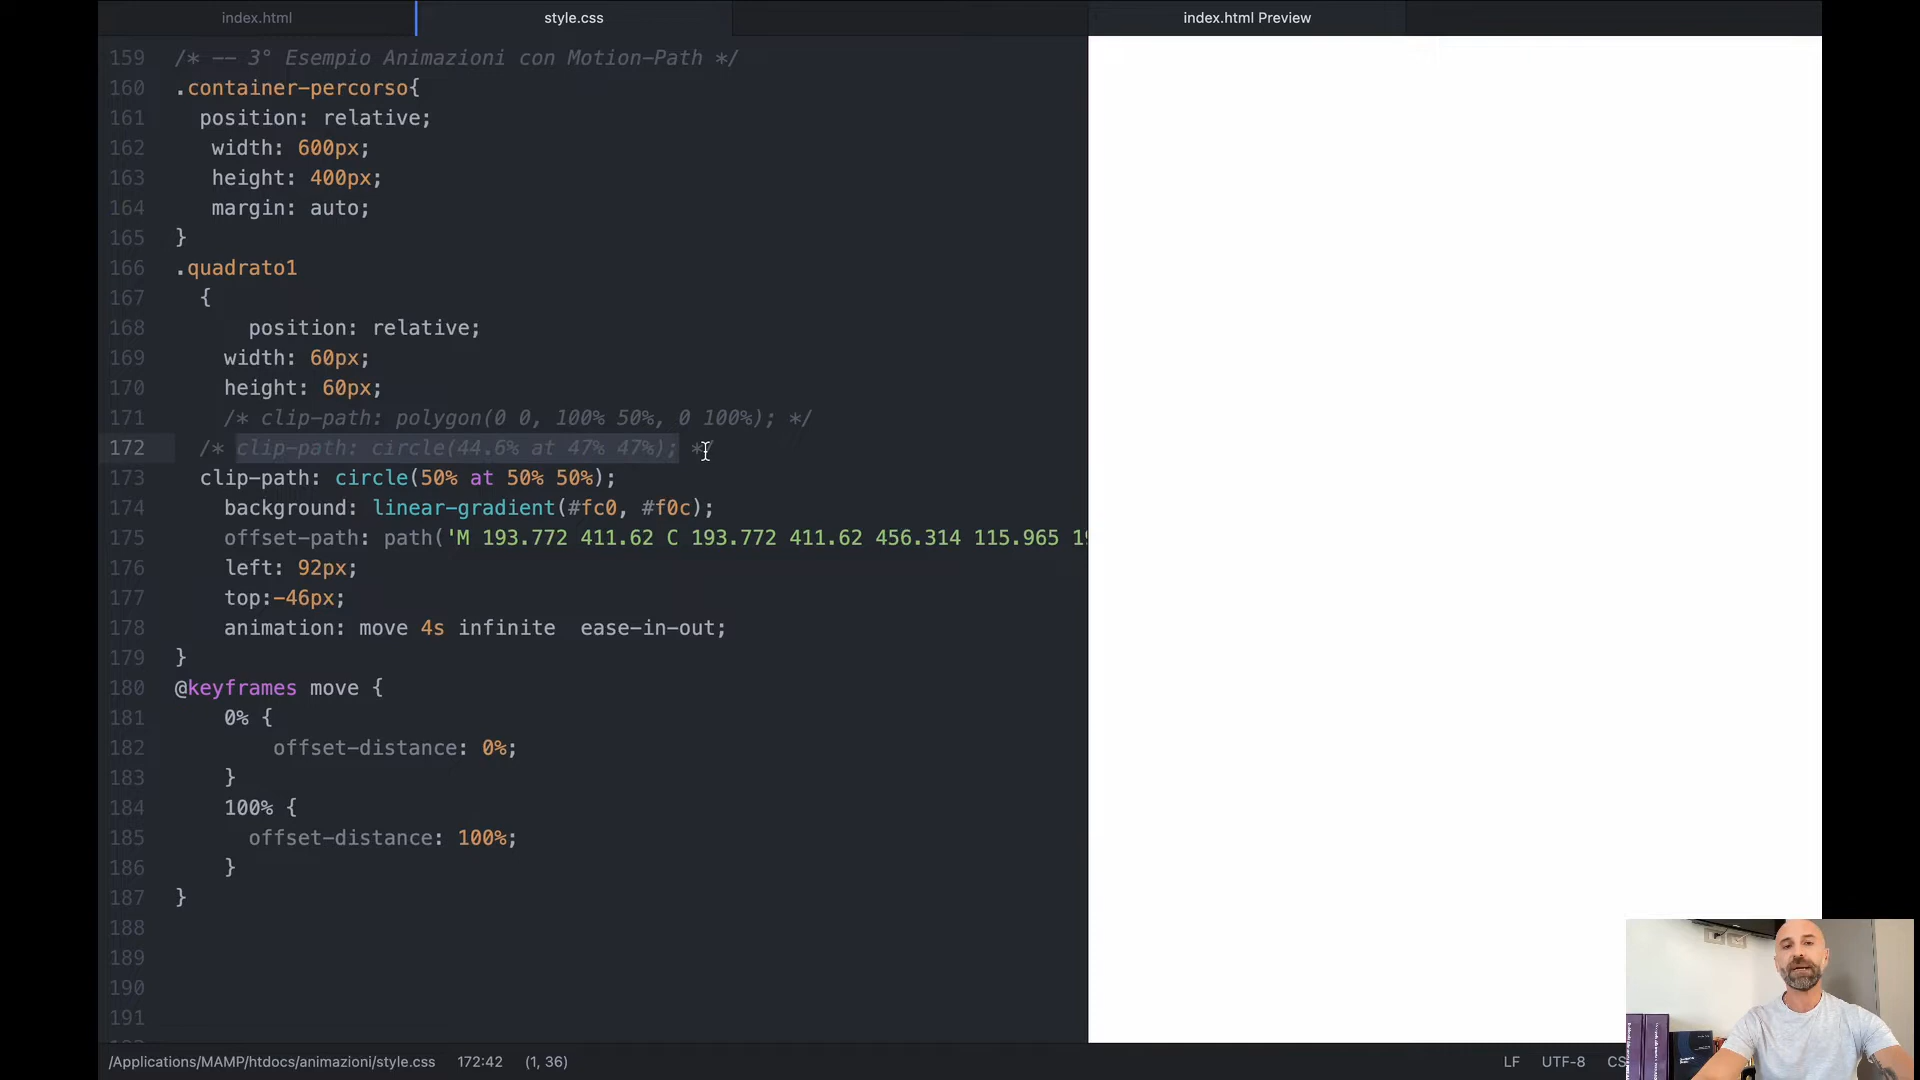 index.html
style.css
index.html Preview
159 /* -- 3° Esempio Animazioni con Motion-Path */
160 .container-percorso{
161 position: relative;
162 width: 600px;
163 height: 400px;
164 margin: auto;
165 }
166 .quadrato1
167 {
168 position: relative;
169 width: 60px;
170 height: 60px;
171 /* clip-path: polygon(0 0, 100% 50%, 0 100%); */
172 /* clip-path: circle(44.6% at 47% 47%); */
173 clip-path: circle(50% at 50% 50%);
174 background: linear-gradient(#fc0, #f0c);
175 offset-path: path('M 193.772 411.62 C 193.772 411.62 456.314 115.965 19
176 left: 92px;
177 top:-46px;
178 animation: move 4s infinite  ease-in-out;
179 }
180 @keyframes move {
181 0% {
182 offset-distance: 0%;
183 }
184 100% {
185 offset-distance: 100%;
186 }
187 }
188
189
190
191
/Applications/MAMP/htdocs/animazioni/style.css 172:42 (1, 36)
LF UTF-8 CS